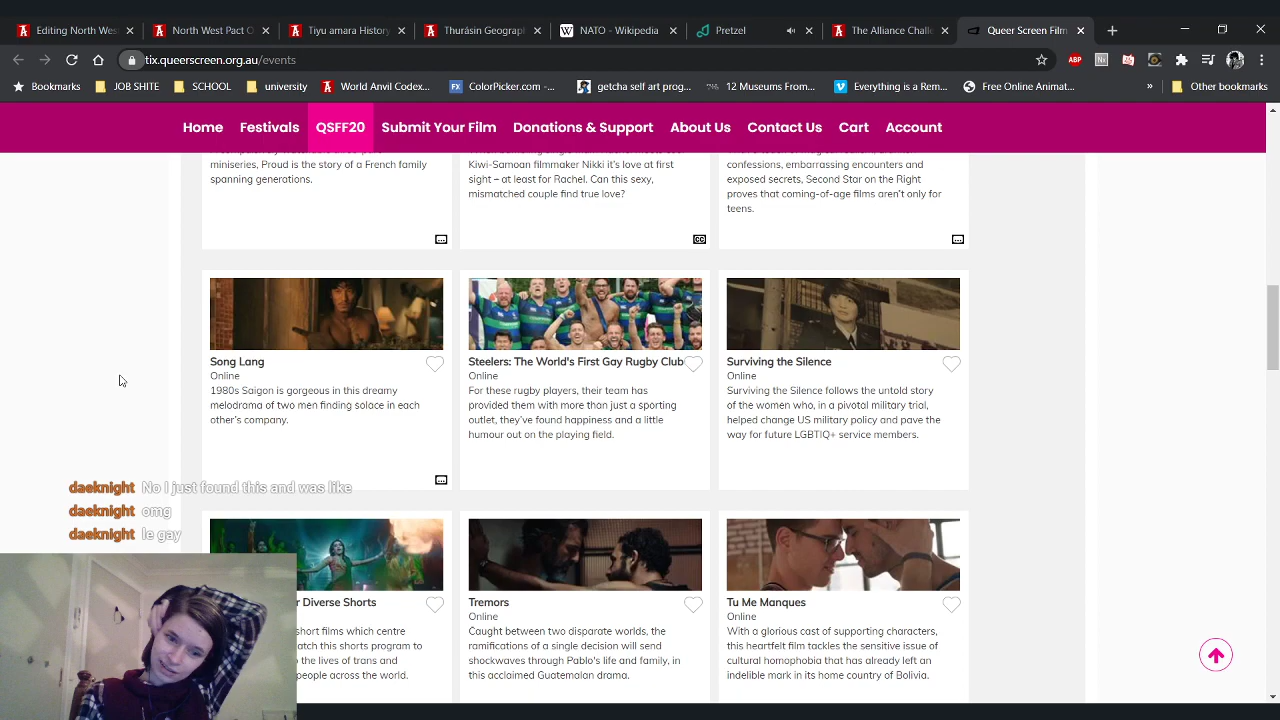 Editing North Wes
North West Pact O
Tiyu amara History
Thurásin Geograph
NATO - Wikipedia
Pretzel
The Alliance Challe
Queer Screen Film
tix.queerscreen.org.au/events
Bookmarks
JOB SHITE
SCHOOL
university
World Anvil Codex...
ColorPicker.com -...
getcha self art prog...
12 Museums From...
Everything is a Rem...
Free Online Animat...
Other bookmarks
Home
Festivals
QSFF20
Submit Your Film
Donations & Support
About Us
Contact Us
Cart
Account
miniseries, Proud is the story of a French family
spanning generations.
Kiwi-Samoan filmmaker Nikki it's love at first
sight – at least for Rachel. Can this sexy,
mismatched couple find true love?
confessions, embarrassing encounters and
exposed secrets, Second Star on the Right
proves that coming-of-age films aren't only for
teens.
Song Lang
Online
1980s Saigon is gorgeous in this dreamy
melodrama of two men finding solace in each
other's company.
Steelers: The World's First Gay Rugby Club
Online
For these rugby players, their team has
provided them with more than just a sporting
outlet, they've found happiness and a little
humour out on the playing field.
Surviving the Silence
Online
Surviving the Silence follows the untold story
of the women who, in a pivotal military trial,
helped change US military policy and pave the
way for future LGBTIQ+ service members.
daeknight No I just found this and was like
daeknight omg
daeknight le gay
r Diverse Shorts
short films which centre
atch this shorts program to
the lives of trans and
people across the world.
Tremors
Online
Caught between two disparate worlds, the
ramifications of a single decision will send
shockwaves through Pablo's life and family, in
this acclaimed Guatemalan drama.
Tu Me Manques
Online
With a glorious cast of supporting characters,
this heartfelt film tackles the sensitive issue of
cultural homophobia that has already left an
indelible mark in its home country of Bolivia.